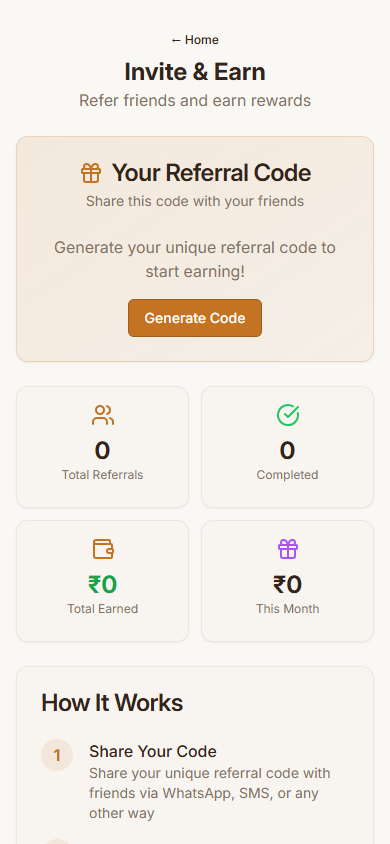 ← Home
Invite & Earn
Refer friends and earn rewards
Your Referral Code
Share this code with your friends
Generate your unique referral code to
start earning!
Generate Code
0
Total Referrals
0
Completed
₹0
Total Earned
₹0
This Month
How It Works
1
Share Your Code
Share your unique referral code with
friends via WhatsApp, SMS, or any
other way